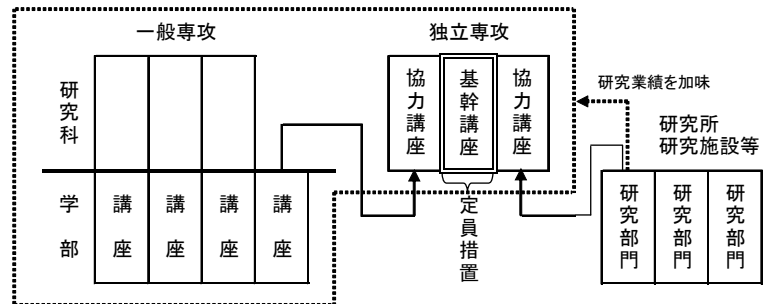 一般専攻
独立専攻
研究科
協力講座
基幹講座
協力講座
研究業績を加味
研究所
研究施設等
学部
講座
講座
講座
講座
定員措置
研究部門
研究部門
研究部門